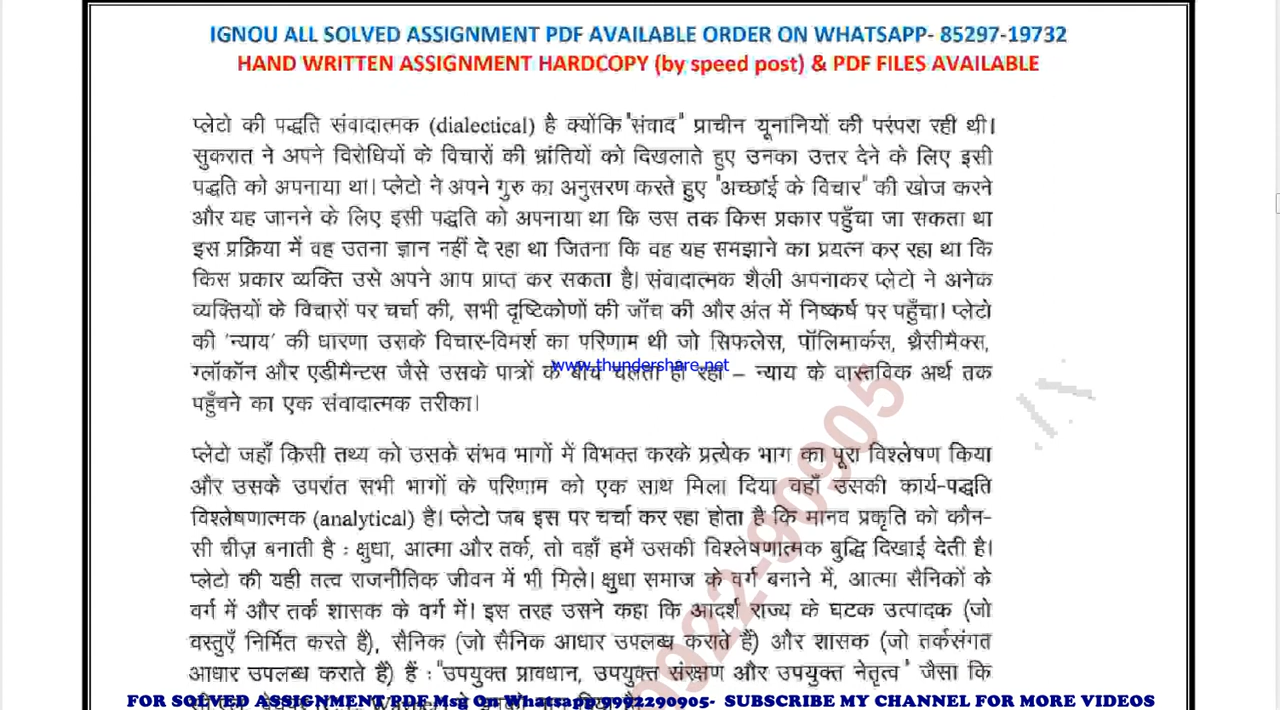 IGNOU ALL SOLVED ASSIGNMENT PDF AVAILABLE ORDER ON WHATSAPP- 85297-19732
HAND WRITTEN ASSIGNMENT HARDCOPY (by speed post) & PDF FILES AVAILABLE
प्लेटो की पद्धति संवादात्मक (dialectical) है क्योंकि "संवाद" प्राचीन यूनानियों की परंपरा रही थी।
सुकरात ने अपने विरोधियों के विचारों की भ्रांतियों को दिखलाते हुए उनका उत्तर देने के लिए इसी
पद्धति को अपनाया था। प्लेटो ने अपने गुरु का अनुसरण करते हुए "अच्छाई के विचार" की खोज करने
और यह जानने के लिए इसी पद्धति को अपनाया था कि उस तक किस प्रकार पहुँचा जा सकता था
इस प्रक्रिया में वह उतना ज्ञान नहीं दे रहा था जितना कि वह यह समझाने का प्रयत्न कर रहा था कि
किस प्रकार व्यक्ति उसे अपने आप प्राप्त कर सकता है। संवादात्मक शैली अपनाकर प्लेटो ने अनेक
व्यक्तियों के विचारों पर चर्चा की, सभी दृष्टिकोणों की जाँच की और अंत में निष्कर्ष पर पहुँचा। प्लेटो
की 'न्याय' की धारणा उसके विचार-विमर्श का परिणाम थी जो सिफलेस, पॉलिमार्कस, थ्रैसीमैक्स,
www.thundershare.net
ग्लॉकॉन और एडीमैन्टस जैसे उसके पात्रों के बीच चलता हो रहा – न्याय के वास्तविक अर्थ तक
पहुँचने का एक संवादात्मक तरीका।
प्लेटो जहाँ किसी तथ्य को उसके संभव भागों में विभक्त करके प्रत्येक भाग का पूरा विश्लेषण किया
और उसके उपरांत सभी भागों के परिणाम को एक साथ मिला दिया वहाँ उसकी कार्य-पद्धति
विश्लेषणात्मक (analytical) है। प्लेटो जब इस पर चर्चा कर रहा होता है कि मानव प्रकृति को कौन-
सी चीज़ बनाती है : क्षुधा, आत्मा और तर्क, तो वहाँ हमें उसकी विश्लेषणात्मक बुद्धि दिखाई देती है।
प्लेटो की यही तत्व राजनीतिक जीवन में भी मिले। क्षुधा समाज के वर्ग बनाने में, आत्मा सैनिकों के
वर्ग में और तर्क शासक के वर्ग में। इस तरह उसने कहा कि आदर्श राज्य के घटक उत्पादक (जो
वस्तुएँ निर्मित करते हैं), सैनिक (जो सैनिक आधार उपलब्ध कराते हैं) और शासक (जो तर्कसंगत
आधार उपलब्ध कराते हैं) हैं : "उपयुक्त प्रावधान, उपयुक्त संरक्षण और उपयुक्त नेतृत्व" जैसा कि
9922-90905
FOR SOLVED ASSIGNMENT PDF Msg On Whatsapp 9992290905- SUBSCRIBE MY CHANNEL FOR MORE VIDEOS